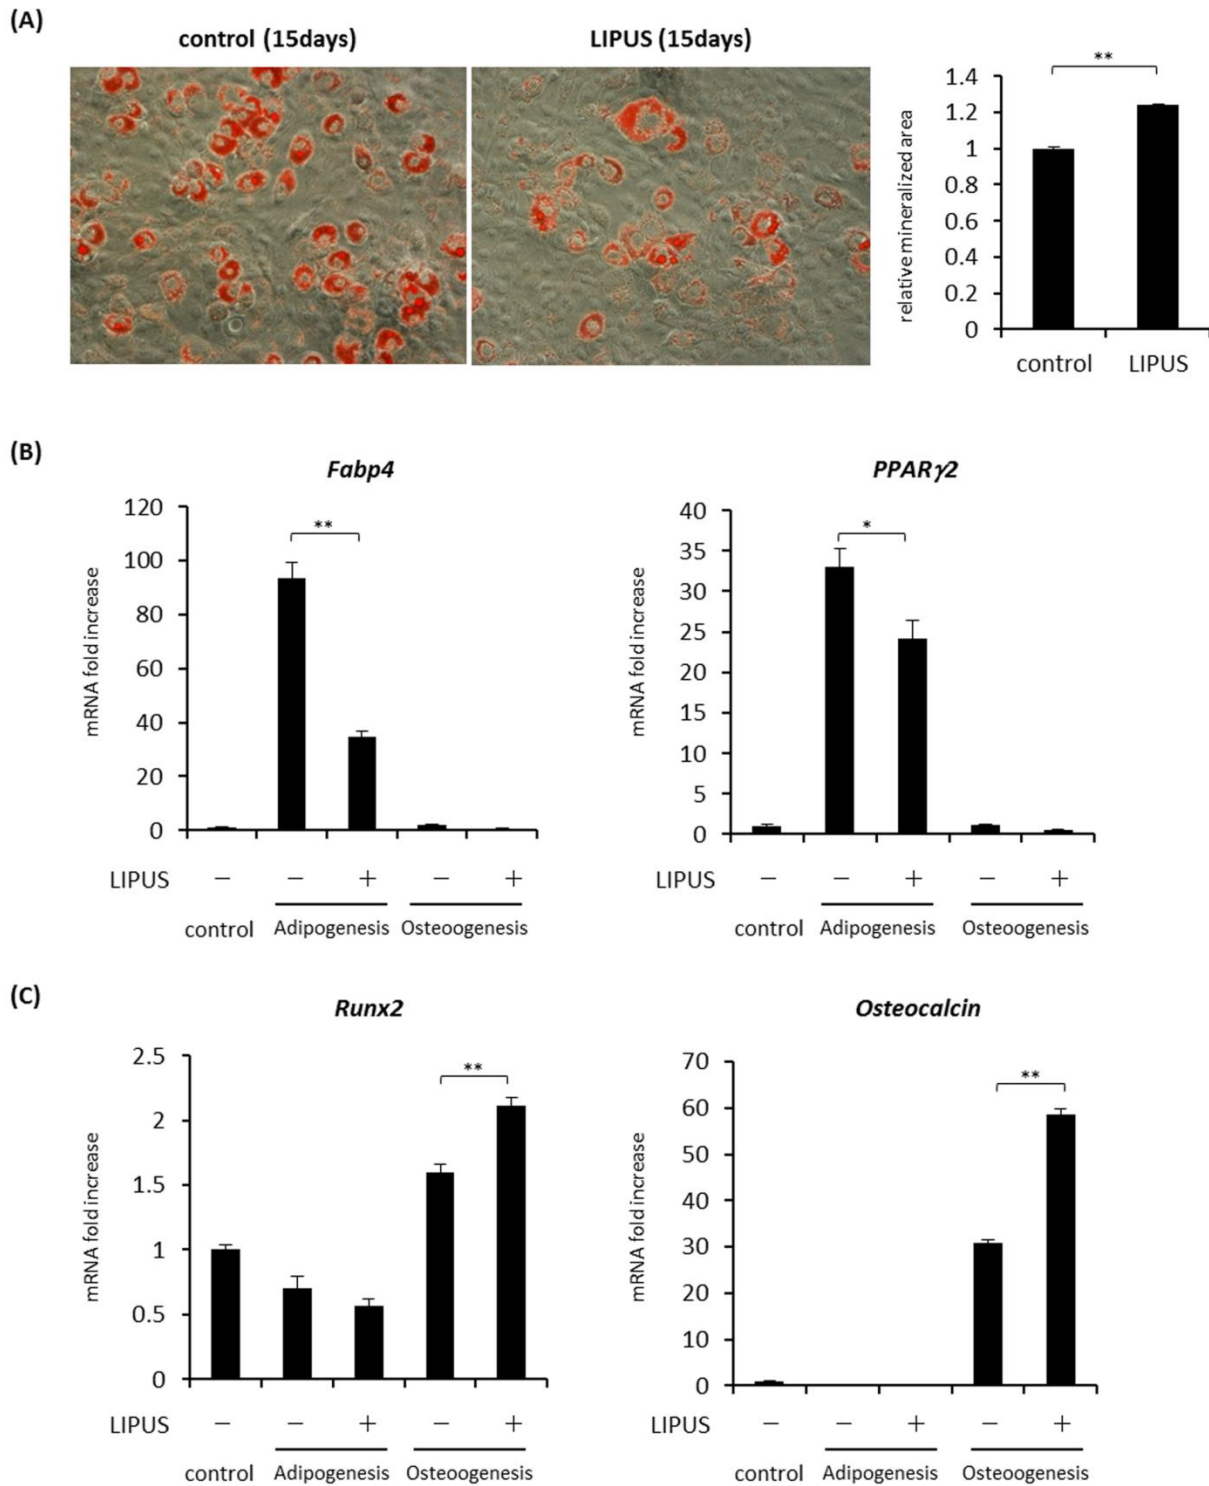 (A)
control (15days)
LIPUS (15days)
**
1.4
1.2
1
0.8
0.6
0.4
0.2
0
relative mineralized area
control LIPUS
(B)
Fabp4
**
120
100
80
60
40
20
0
mRNA fold increase
LIPUS − − + − +
control Adipogenesis Osteoogenesis
PPARγ2
*
40
35
30
25
20
15
10
5
0
mRNA fold increase
LIPUS − − + − +
control Adipogenesis Osteoogenesis
(C)
Runx2
**
2.5
2
1.5
1
0.5
0
mRNA fold increase
LIPUS − − + − +
control Adipogenesis Osteoogenesis
Osteocalcin
**
70
60
50
40
30
20
10
0
mRNA fold increase
LIPUS − − + − +
control Adipogenesis Osteoogenesis